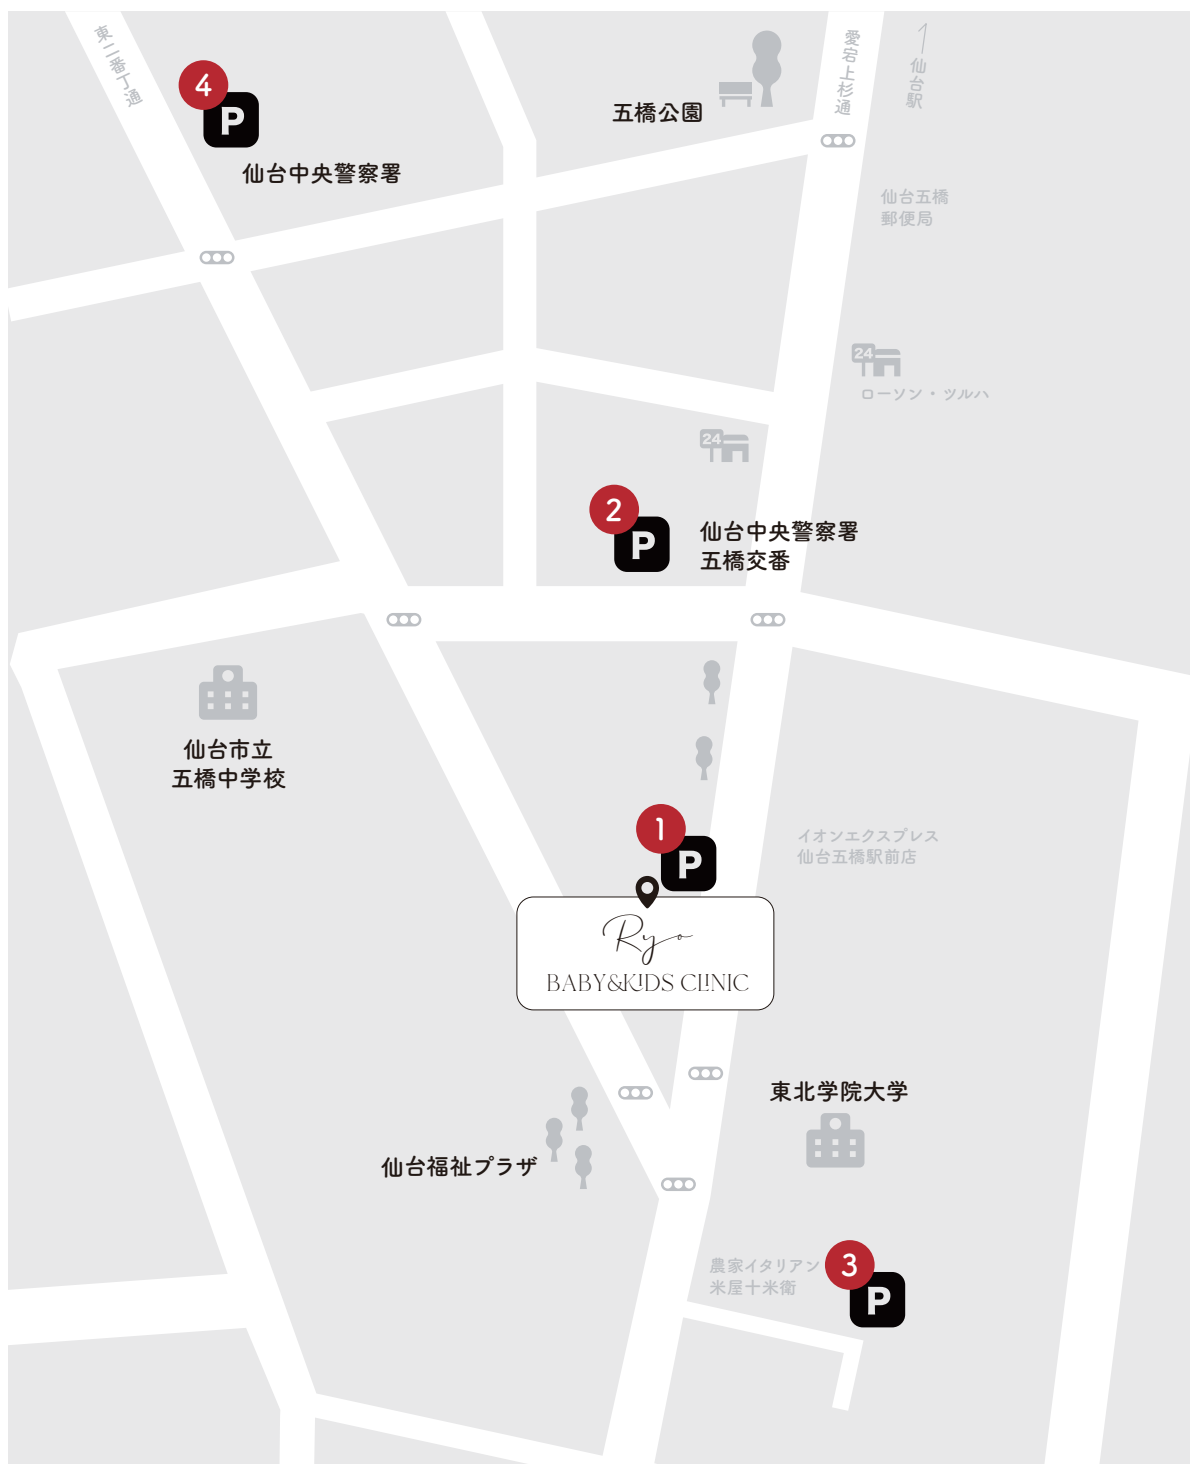 東二番丁通
4
P
仙台中央警察署
五橋公園
愛宕上杉通
仙台駅
仙台五橋
郵便局
24
ローソン・ツルハ
24
2
P
仙台中央警察署
五橋交番
仙台市立
五橋中学校
1
P
イオンエクスプレス
仙台五橋駅前店
Ryo
BABY&KIDS CLINIC
東北学院大学
仙台福祉プラザ
農家イタリアン
米屋十米衛
3
P